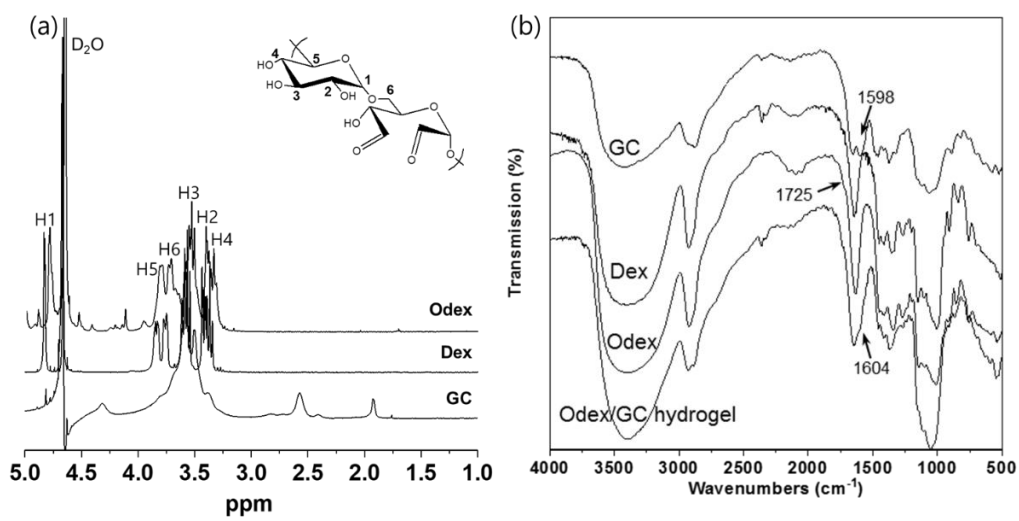 (a)
D₂O
4
5
HO
O
HO
3
2
OH
1
O
6
HO
O
O
O
O
H1
H5
H6
H3
H2
H4
Odex
Dex
GC
5.0 4.5 4.0 3.5 3.0 2.5 2.0 1.5 1.0
ppm
(b)
Transmission (%)
GC
1598
1725
Dex
Odex
1604
Odex/GC hydrogel
4000 3500 3000 2500 2000 1500 1000 500
Wavenumbers (cm⁻¹)